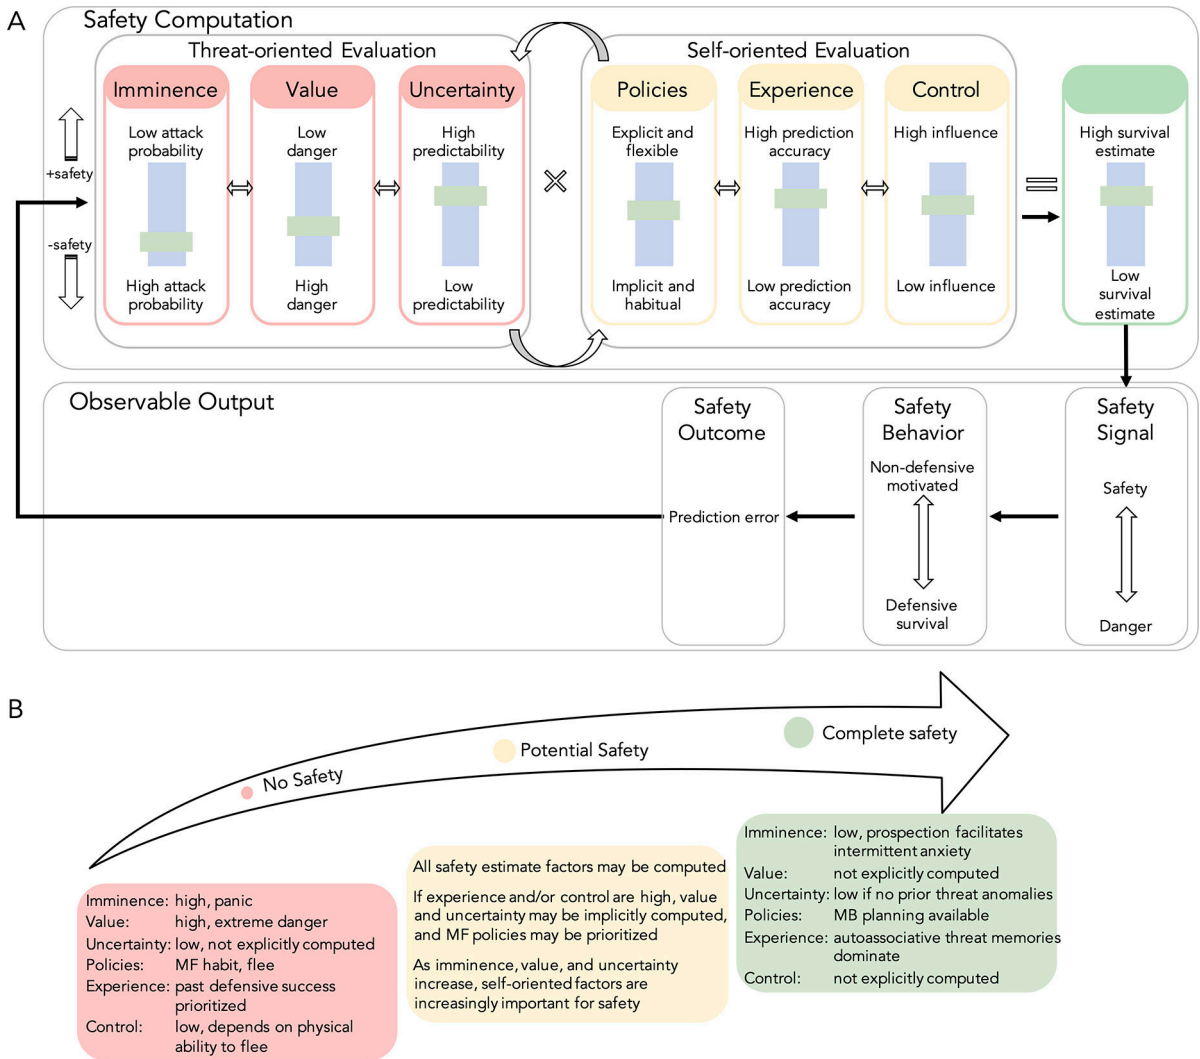 A
Safety Computation
Threat-oriented Evaluation
Self-oriented Evaluation
+safety
-safety
Imminence
Low attack
probability
High attack
probability
Value
Low
danger
High
danger
Uncertainty
High
predictability
Low
predictability
×
Policies
Explicit and
flexible
Implicit and
habitual
Experience
High prediction
accuracy
Low prediction
accuracy
Control
High influence
Low influence
=
High survival
estimate
Low
survival
estimate
Observable Output
Safety
Outcome
Prediction error
Safety
Behavior
Non-defensive
motivated
Defensive
survival
Safety
Signal
Safety
Danger
B
No Safety
Potential Safety
Complete safety
Imminence: high, panic
Value: high, extreme danger
Uncertainty: low, not explicitly computed
Policies: MF habit, flee
Experience: past defensive success
prioritized
Control: low, depends on physical
ability to flee
All safety estimate factors may be computed
If experience and/or control are high, value
and uncertainty may be implicitly computed,
and MF policies may be prioritized
As imminence, value, and uncertainty
increase, self-oriented factors are
increasingly important for safety
Imminence: low, prospection facilitates
intermittent anxiety
Value: not explicitly computed
Uncertainty: low if no prior threat anomalies
Policies: MB planning available
Experience: autoassociative threat memories
dominate
Control: not explicitly computed